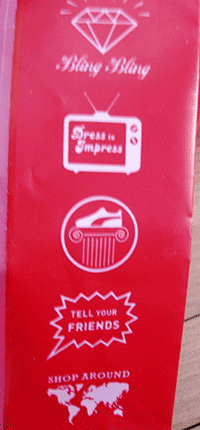 Bling Bling
Dress to
Impress
TELL YOUR
FRIENDS
SHOP AROUND